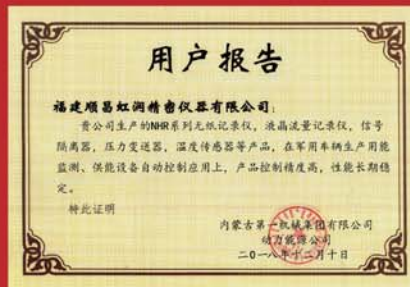 用户报告
福建顺昌虹润精密仪器有限公司：
贵公司生产的NHR系列无纸记录仪，液晶流量记录仪，信号
隔离器，压力变送器，温度传感器等产品，在军用车辆生产用能
监测、供能设备自动控制应用上，产品控制精度高，性能长期稳
定。
特此证明
内蒙古第一机械集团有限公司
动力能源公司
二〇一八年十二月十日